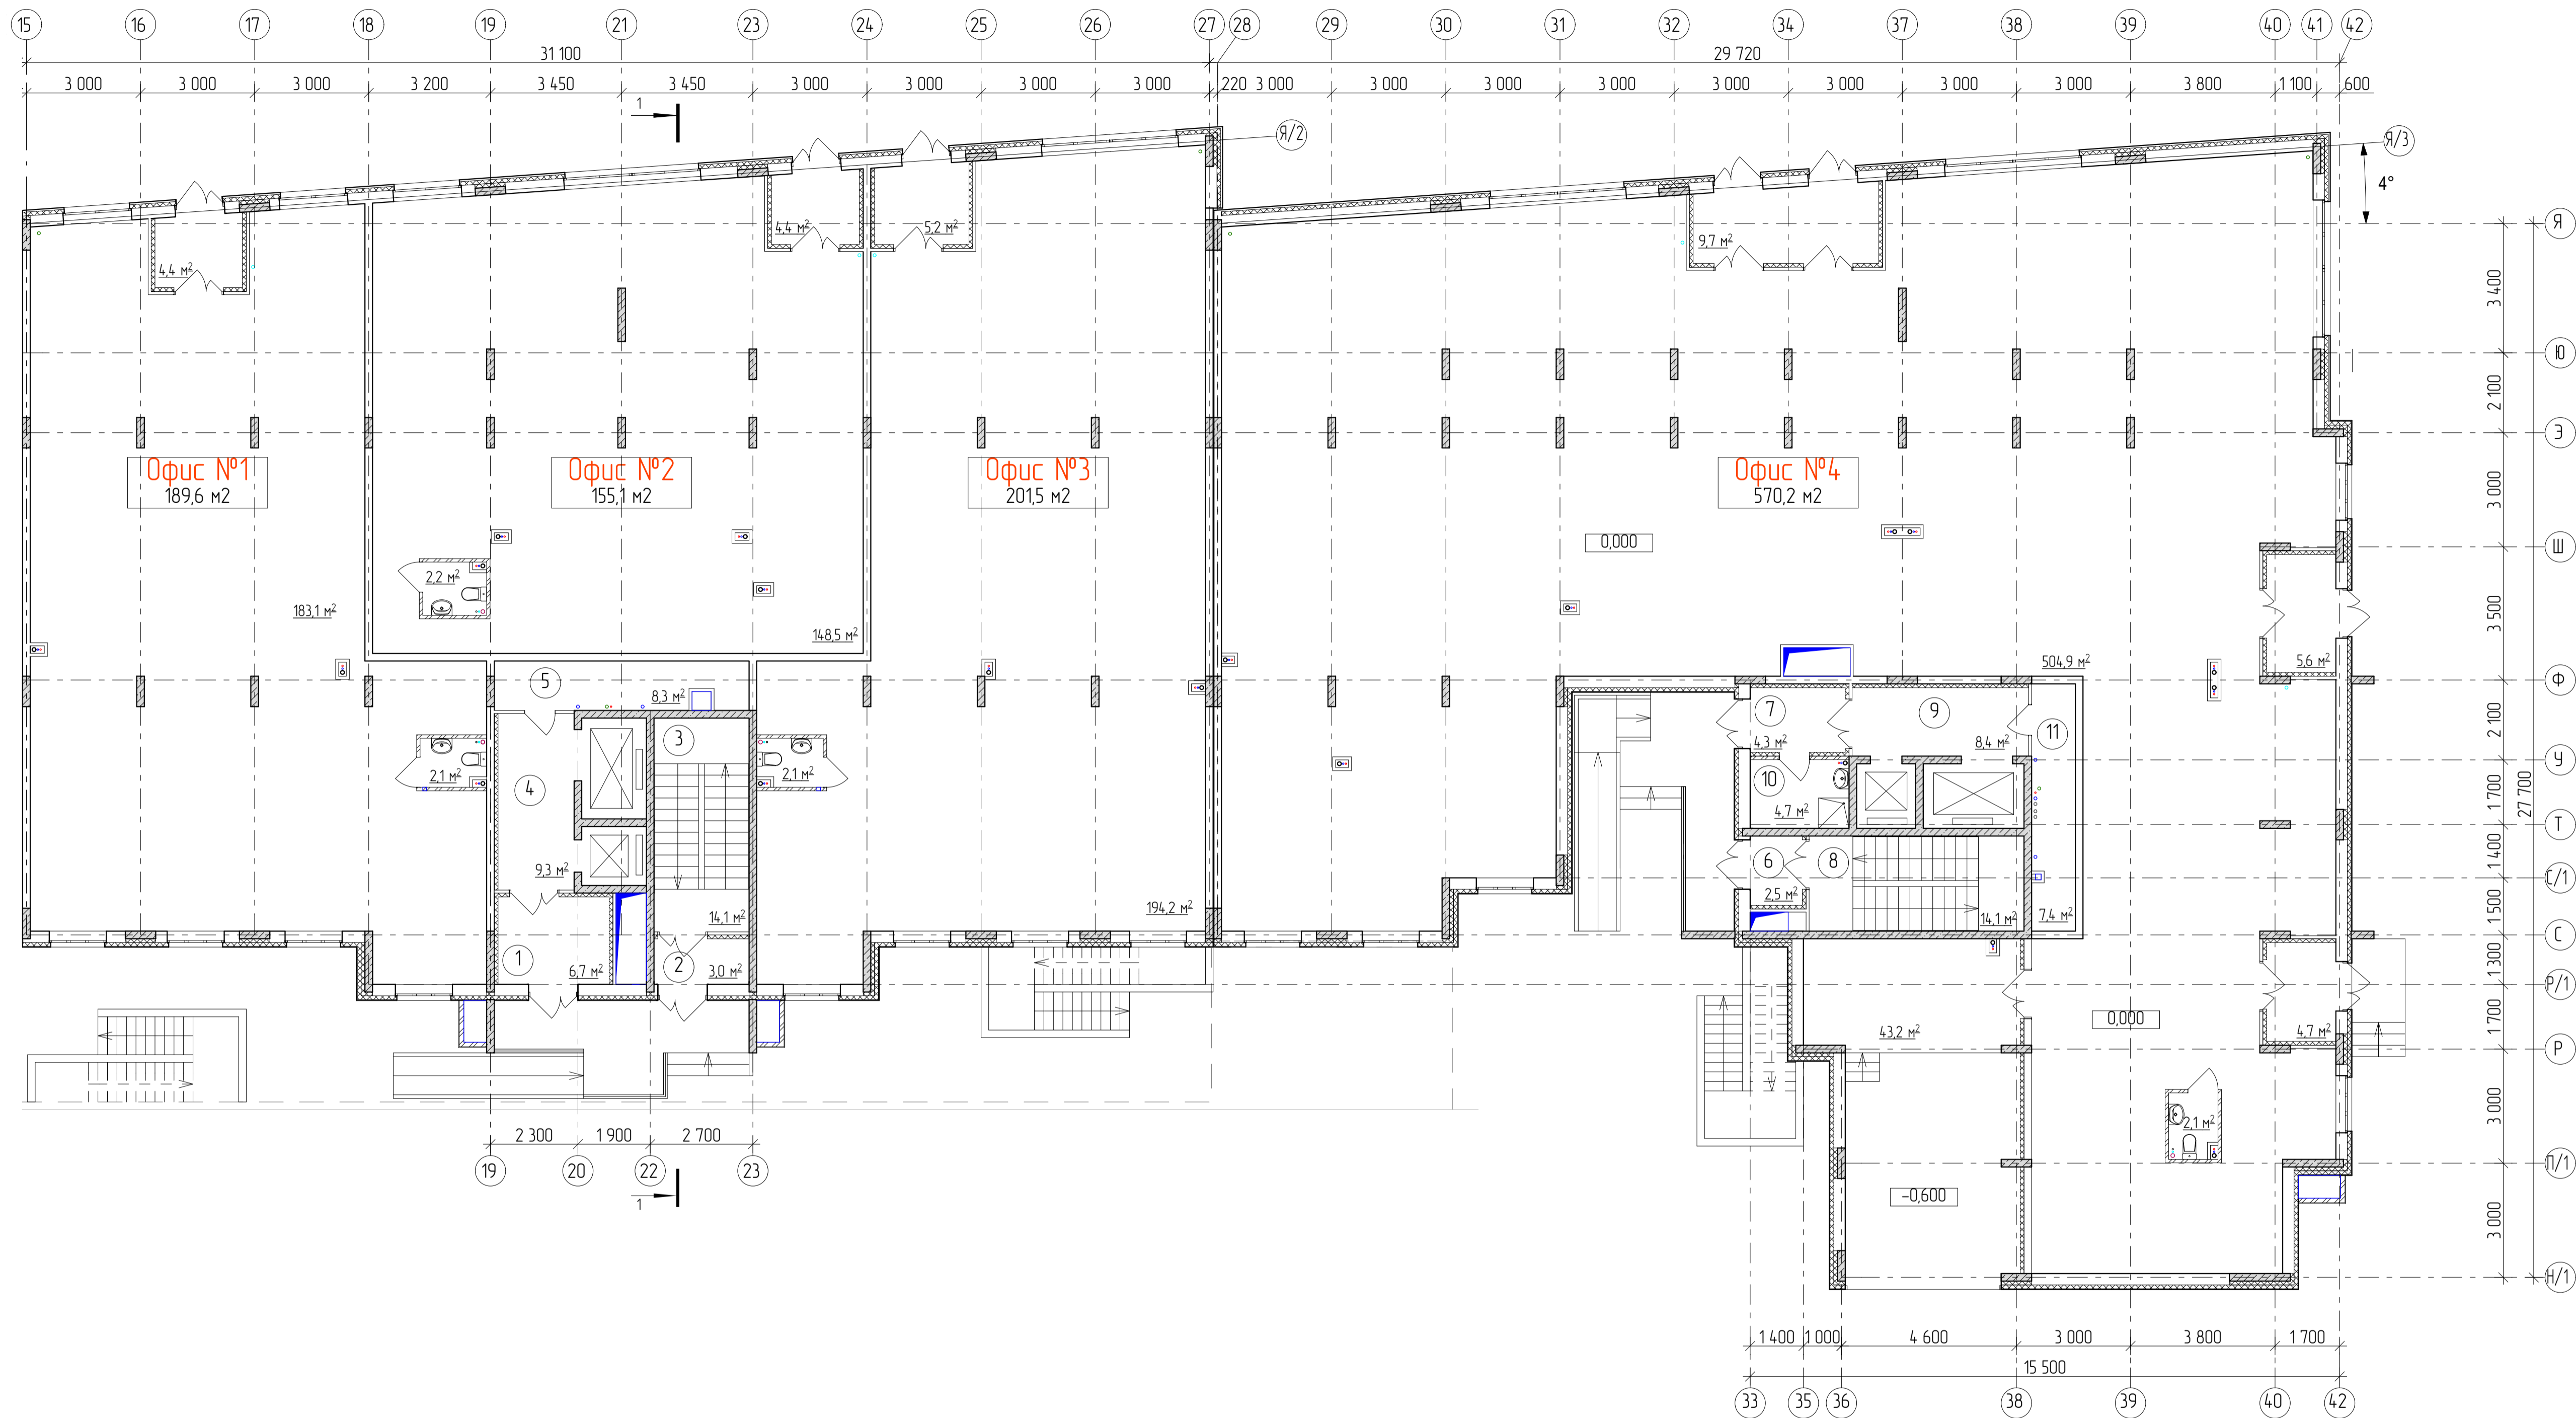 15 16 17 18 19 21 23 24 25 26 27 28 29 30 31 32 34 37 38 39 40 41 42
31 100 29 720
3 000 3 000 3 000 3 200 3 450 3 450 3 000 3 000 3 000 3 000 220 3 000 3 000 3 000 3 000 3 000 3 000 3 000 3 000 3 800 1 100 600
1
Я/2
Я/3
4°
Я
4,4 м²
5,2 м²
9,7 м²
4,4 м²
3 400
Ю
2 100
Э
Офис №1
189,6 м2
Офис №2
155,1 м2
Офис №3
201,5 м2
Офис №4
570,2 м2
3 000
0,000
Ш
2,2 м²
183,1 м²
148,5 м²
3 500
504,9 м²
5,6 м²
Ф
5
8,3 м²
3
7
9
11
4,3 м²
8,4 м²
2 100
У
2,1 м²
4
2,1 м²
10
4,7 м²
1 700
27 700
Т
9,3 м²
6
8
2,5 м²
1 400
С/1
14,1 м²
194,2 м²
14,1 м²
7,4 м²
1 500
С
1
6,7 м²
2
3,0 м²
1 300
Р/1
43,2 м²
0,000
4,7 м²
1 700
Р
2,1 м²
3 000
2 300 1 900 2 700
19 20 22 23
П/1
1
-0,600
3 000
Н/1
1 400 1 000 4 600 3 000 3 800 1 700
15 500
33 35 36 38 39 40 42